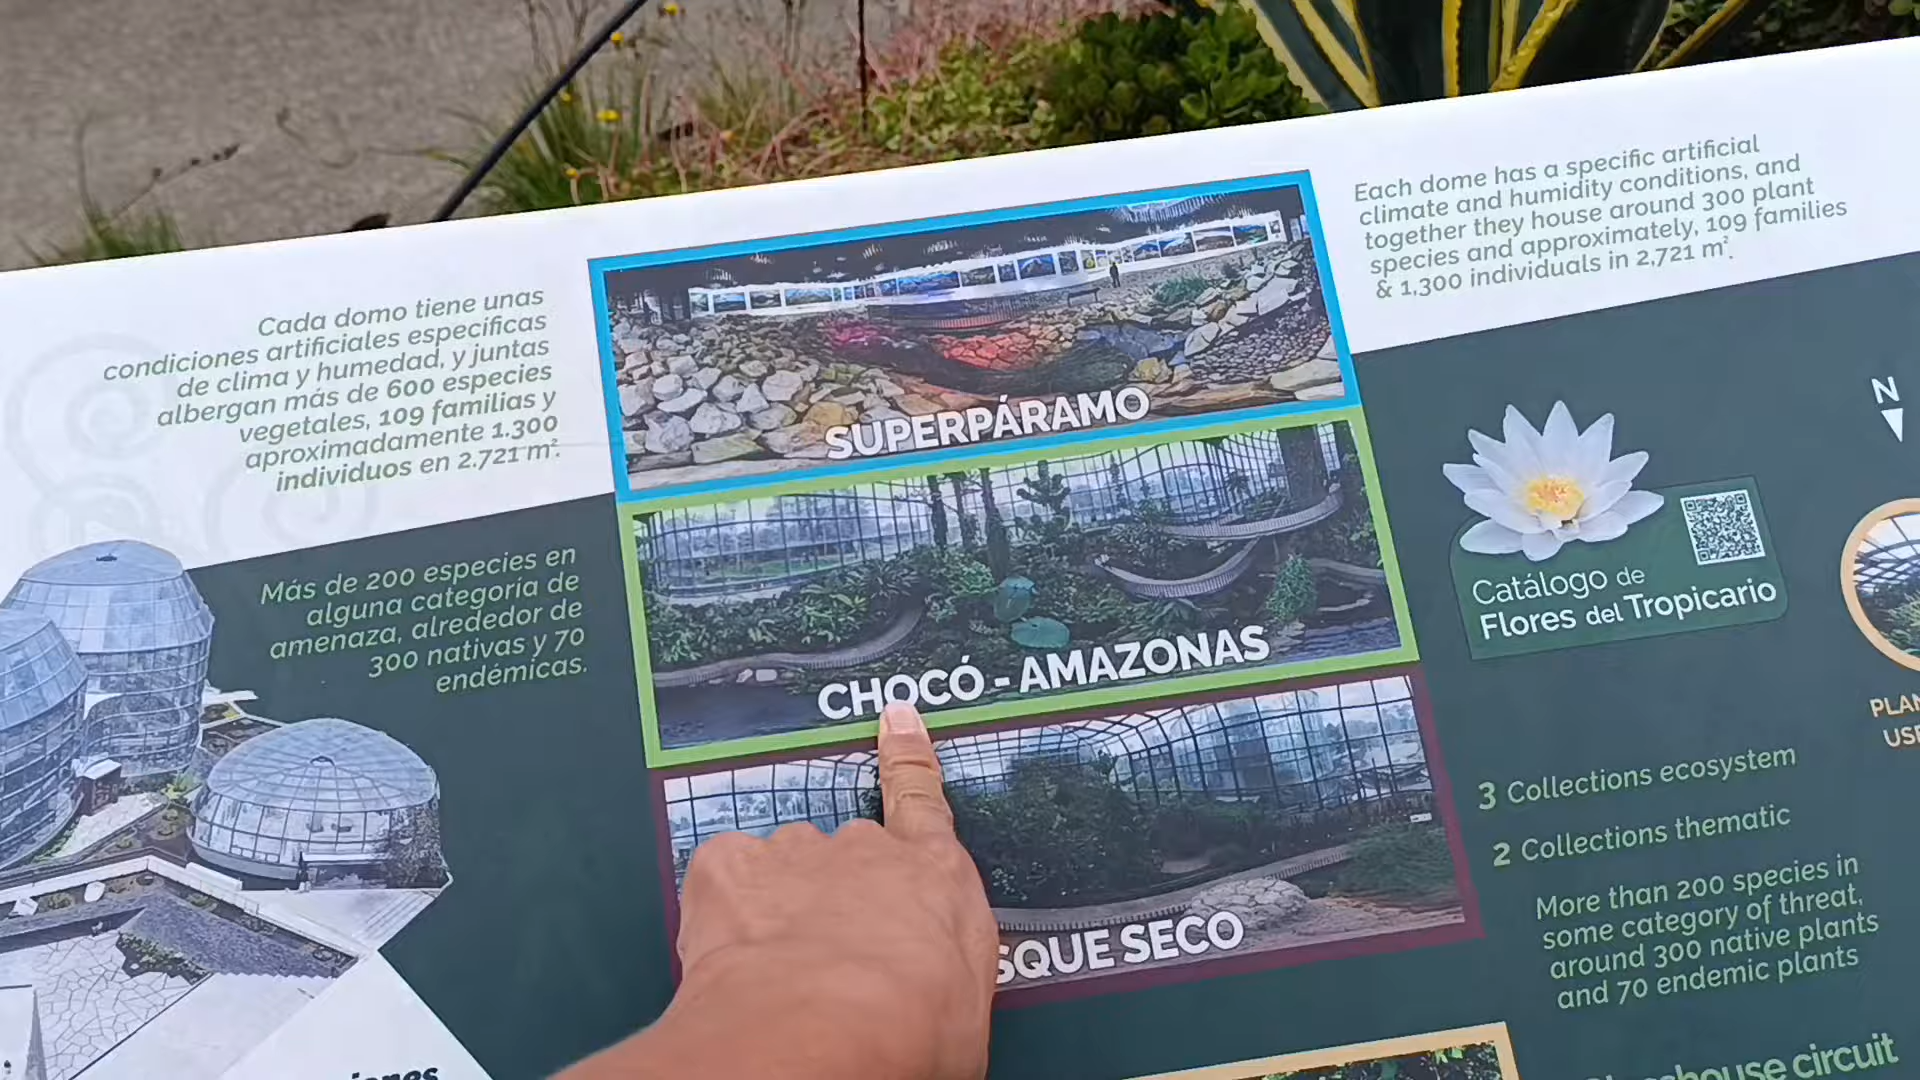 Cada domo tiene unas
condiciones artificiales específicas
de clima y humedad, y juntas
albergan más de 600 especies
vegetales, 109 familias y
aproximadamente 1.300
individuos en 2.721 m².
Más de 200 especies en
alguna categoría de
amenaza, alrededor de
300 nativas y 70
endémicas.
SUPERPÁRAMO
CHOCÓ - AMAZONAS
SQUE SECO
Each dome has a specific artificial
climate and humidity conditions, and
together they house around 300 plant
species and approximately, 109 families
& 1,300 individuals in 2,721 m².
N
Catálogo de
Flores del Tropicario
3 Collections ecosystem
2 Collections thematic
More than 200 species in
some category of threat,
around 300 native plants
and 70 endemic plants
circuit